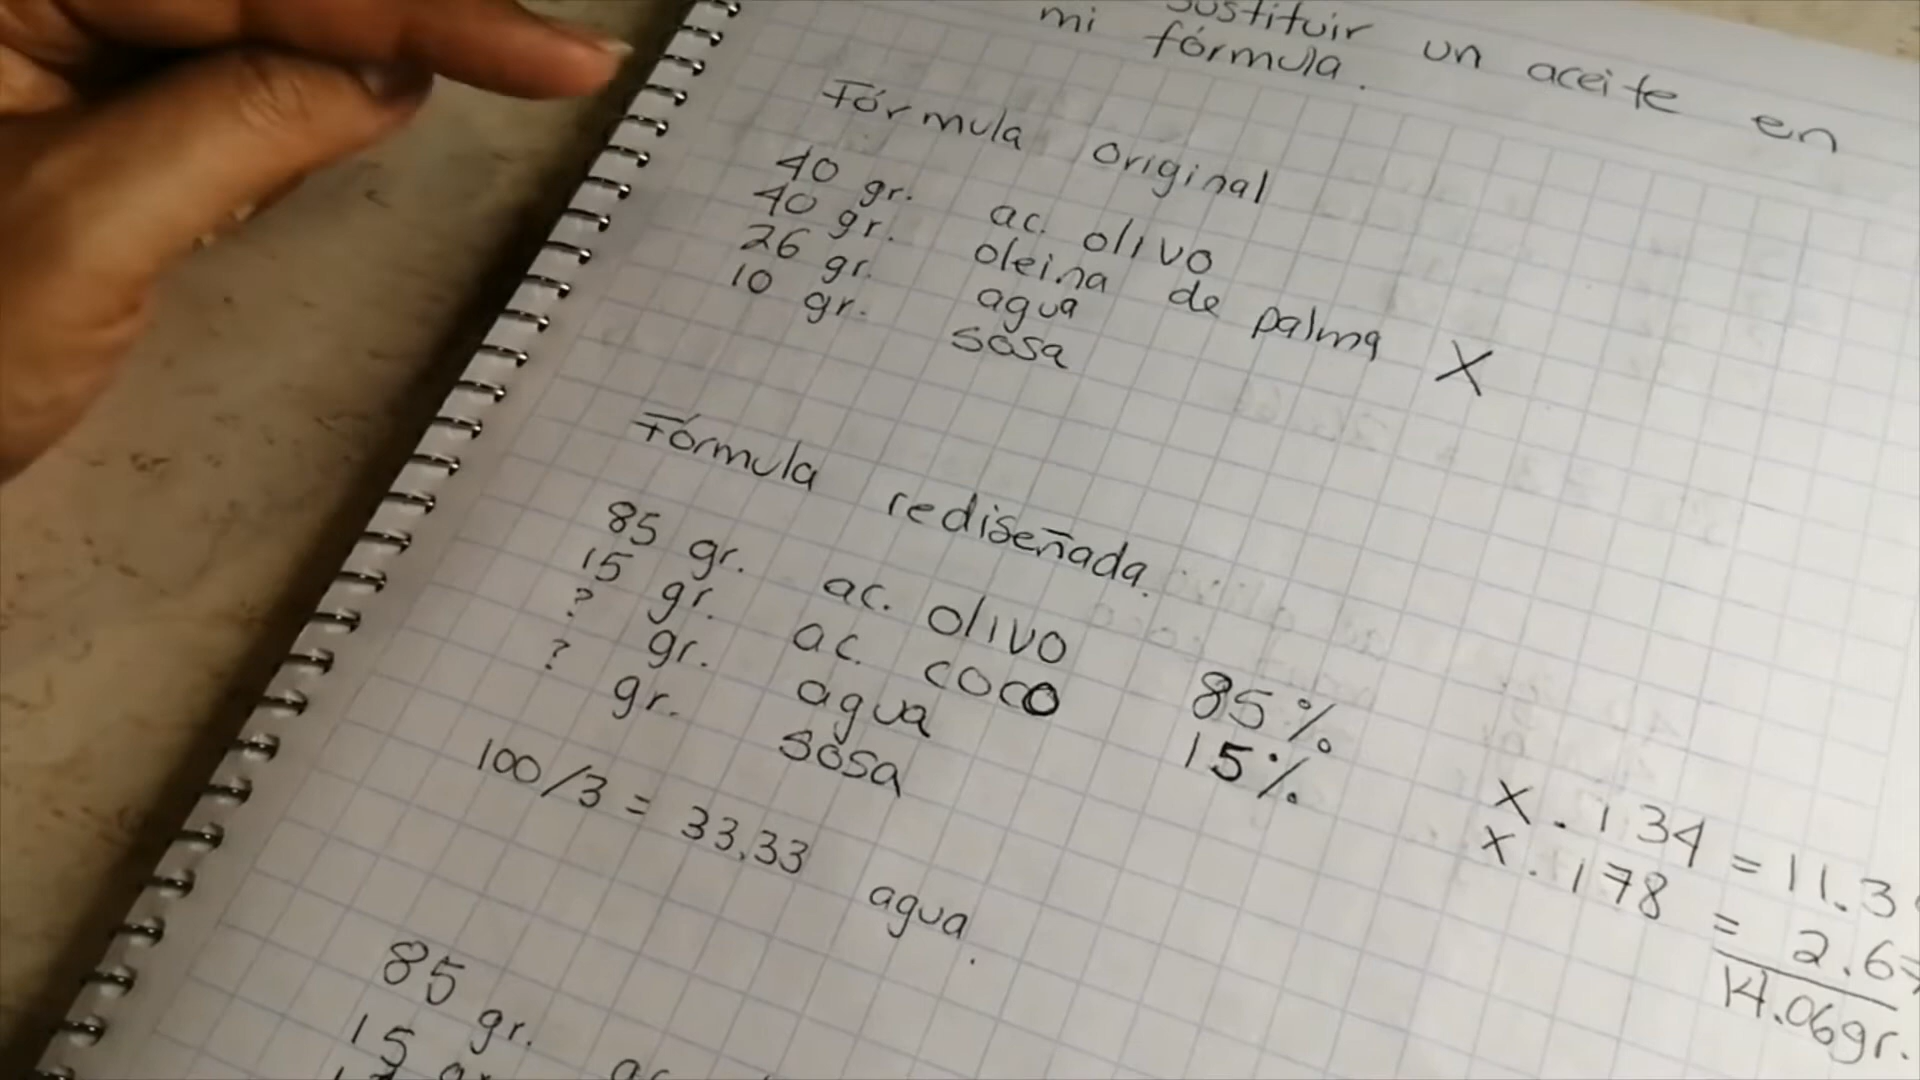 sustituir un aceite en
mi fórmula.
Fórmula original
40 gr. ac. olivo
40 gr. oleina de palma X
26 gr. agua
10 gr. sosa
Fórmula rediseñada.
85 gr. ac. olivo 85% X.134 = 11.3
15 gr. ac. coco 15% X.178 = 2.67
? gr. agua 14.06gr.
? gr. sosa
100/3 = 33.33 agua.
85 gr.
15 gr